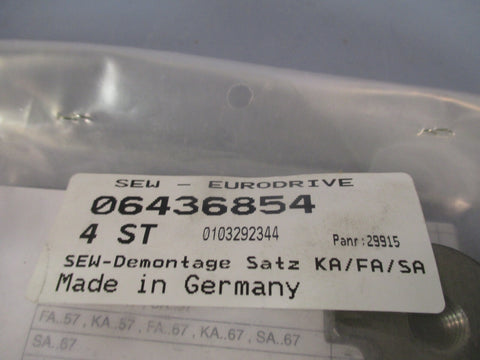 SEW - EURODRIVE
06436854
4 ST 0103292344 Panr:29915
SEW-Demontage Satz KA/FA/SA
Made in Germany
FA..57, KA..57, FA..67, KA..67, SA..67
SA..67